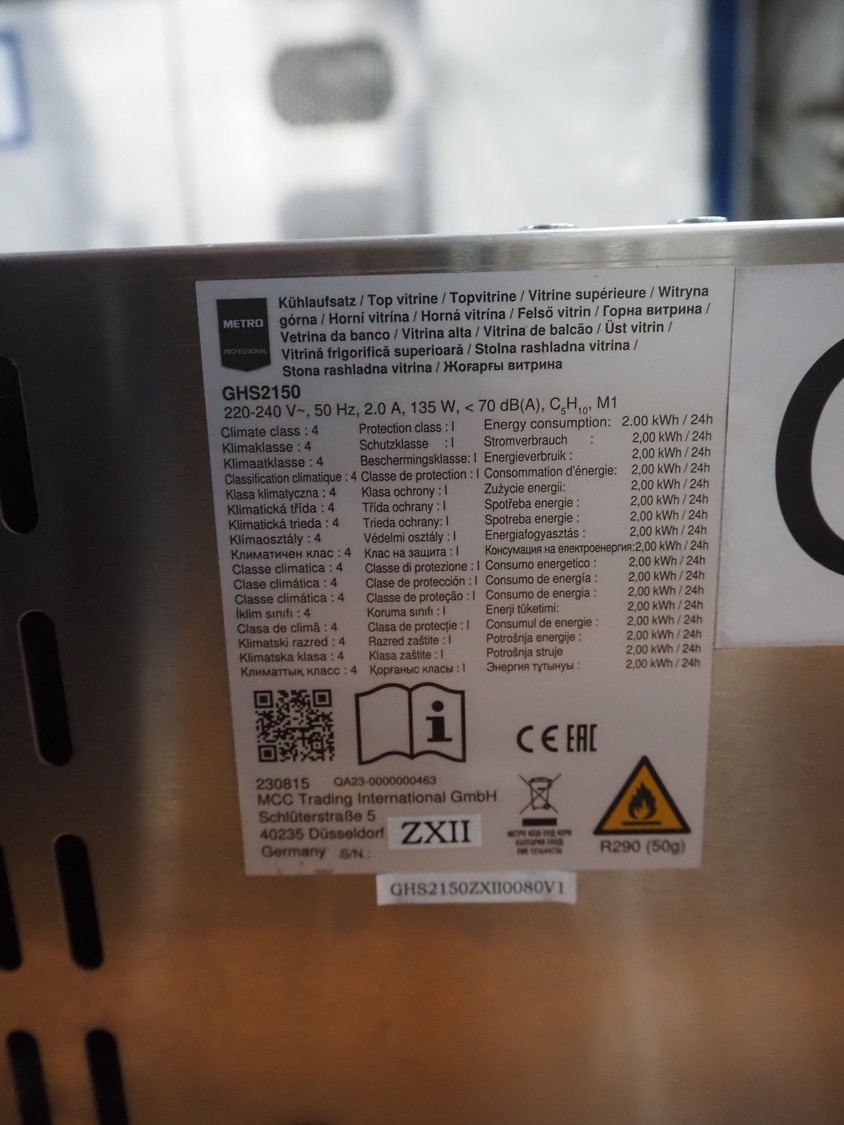 METRO
PROFESSIONAL
Kühlaufsatz / Top vitrine / Topvitrine / Vitrine supérieure / Witryna
górna / Horní vitrína / Horná vitrína / Felső vitrin / Горна витрина /
Vetrina da banco / Vitrina alta / Vitrina de balcão / Üst vitrin /
Vitrină frigorifică superioară / Stolna rashladna vitrina /
Stona rashladna vitrina / Жоғарғы витрина
GHS2150
220-240 V~, 50 Hz, 2.0 A, 135 W, < 70 dB(A), C₅H₁₀, M1
Climate class : 4 Protection class : I Energy consumption: 2.00 kWh / 24h
Klimaklasse : 4 Schutzklasse : I Stromverbrauch : 2,00 kWh / 24h
Klimaatklasse : 4 Beschermingsklasse: I Energieverbruik : 2,00 kWh / 24h
Classification climatique : 4 Classe de protection : I Consommation d'énergie: 2,00 kWh / 24h
Klasa klimatyczna : 4 Klasa ochrony : I Zużycie energii: 2,00 kWh / 24h
Klimatická třída : 4 Třída ochrany : I Spotřeba energie : 2,00 kWh / 24h
Klimatická trieda : 4 Trieda ochrany: I Spotreba energie : 2,00 kWh / 24h
Klímaosztály : 4 Védelmi osztály : I Energiafogyasztás : 2,00 kWh / 24h
Климатичен клас : 4 Клас на защита : I Консумация на електроенергия:2,00 kWh / 24h
Classe climatica : 4 Classe di protezione : I Consumo energetico : 2,00 kWh / 24h
Clase climática : 4 Clase de protección : I Consumo de energía : 2,00 kWh / 24h
Classe climática : 4 Classe de proteção : I Consumo de energia : 2,00 kWh / 24h
İklim sınıfı : 4 Koruma sınıfı : I Enerji tüketimi: 2,00 kWh / 24h
Clasa de climă : 4 Clasa de protecție : I Consumul de energie : 2,00 kWh / 24h
Klimatski razred : 4 Razred zaštite : I Potrošnja energije : 2,00 kWh / 24h
Klimatska klasa : 4 Klasa zaštite : I Potrošnja struje 2,00 kWh / 24h
Климаттық класс : 4 Қорғаныс класы : I Энергия тұтынуы : 2,00 kWh / 24h
i
CE EAC
230815 QA23-0000000463
MCC Trading International GmbH
Schlüterstraße 5
40235 Düsseldorf
Germany S/N.:
ZXII
R290 (50g)
GHS2150ZXII0080V1